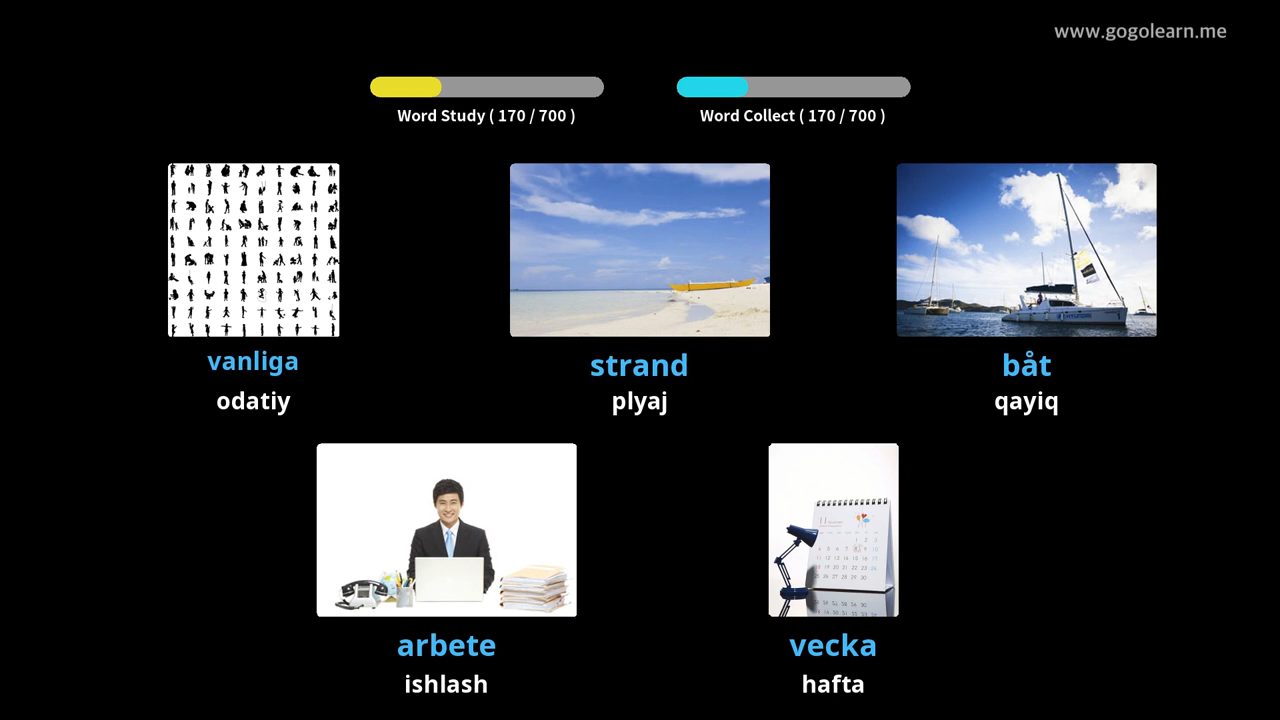 www.gogolearn.me
Word Study ( 170 / 700 )
Word Collect ( 170 / 700 )
vanliga
odatiy
strand
plyaj
båt
qayiq
arbete
ishlash
vecka
hafta